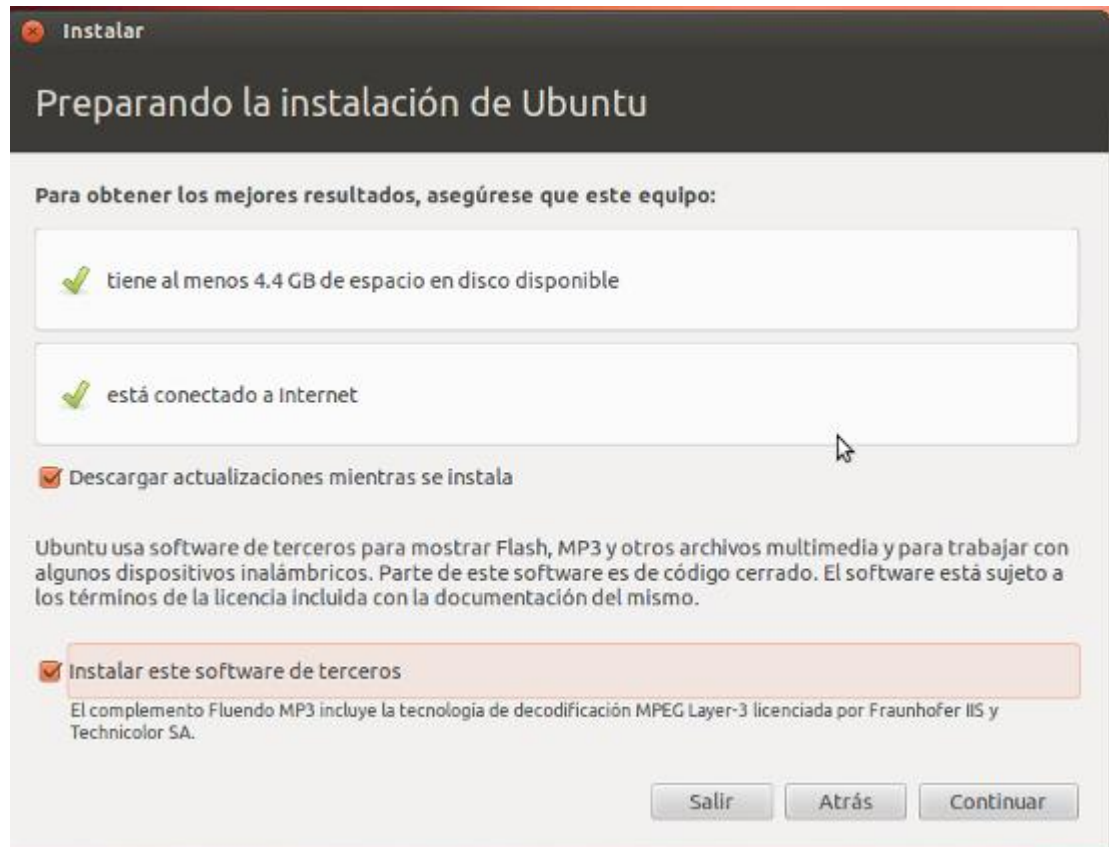 Instalar
Preparando la instalación de Ubuntu
Para obtener los mejores resultados, asegúrese que este equipo:
tiene al menos 4.4 GB de espacio en disco disponible
está conectado a Internet
Descargar actualizaciones mientras se instala
Ubuntu usa software de terceros para mostrar Flash, MP3 y otros archivos multimedia y para trabajar con
algunos dispositivos inalámbricos. Parte de este software es de código cerrado. El software está sujeto a
los términos de la licencia incluida con la documentación del mismo.
Instalar este software de terceros
El complemento Fluendo MP3 incluye la tecnología de decodificación MPEG Layer-3 licenciada por Fraunhofer IIS y
Technicolor SA.
Salir Atrás Continuar